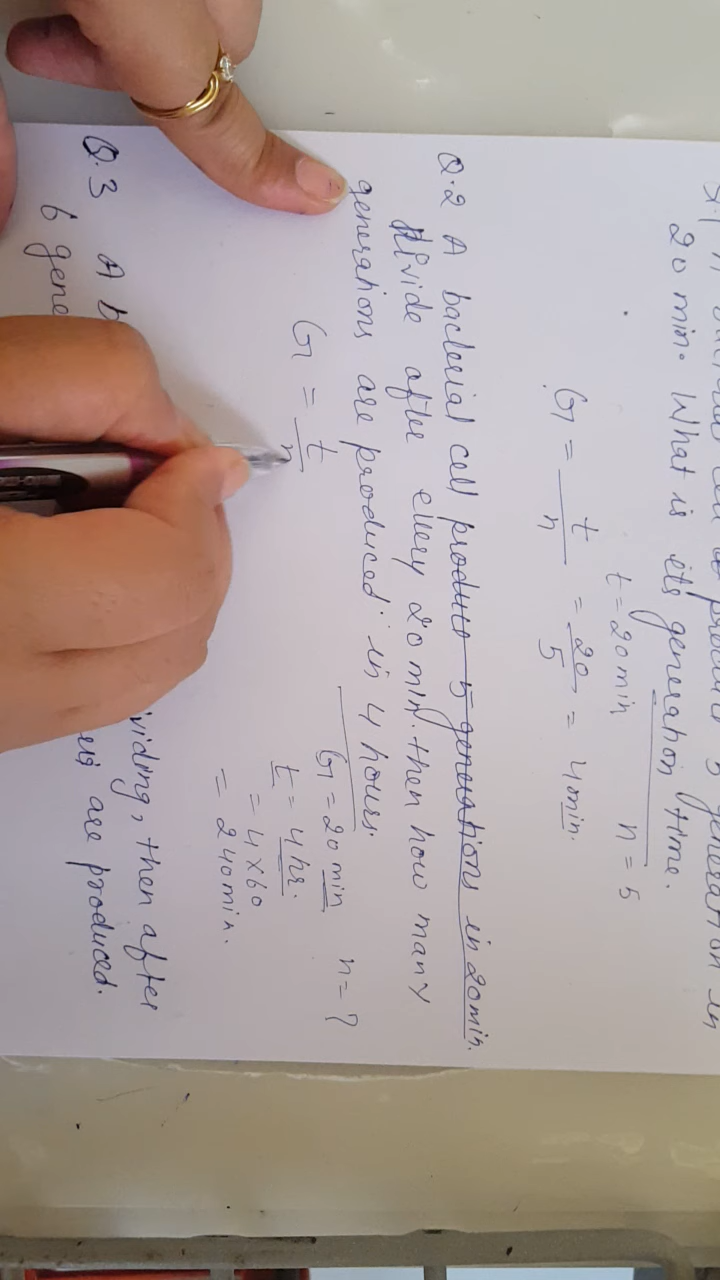 20 min. What is its generation time.
t = 20 min n = 5
G = t/n = 20/5 = 4 min.
Q.2 A bacterial cell produce 5 generations in 20 min.
divide after every 20 min. then how many
generations are produced in 4 hours.
G = 20 min n = ?
t = 4 hr.
= 4 x 60
= 240 min.
G = t/n
Q.3 A viding, then after
6 gene are produced.